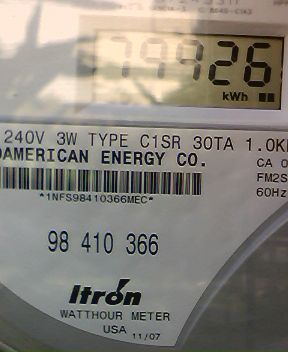 79926
kWh
240V 3W TYPE C1SR 30TA 1.0K
DAMERICAN ENERGY CO.
CA 0
FM2S
60Hz
*1NFS98410366MEC*
98 410 366
Itron
WATTHOUR METER
USA 11/07